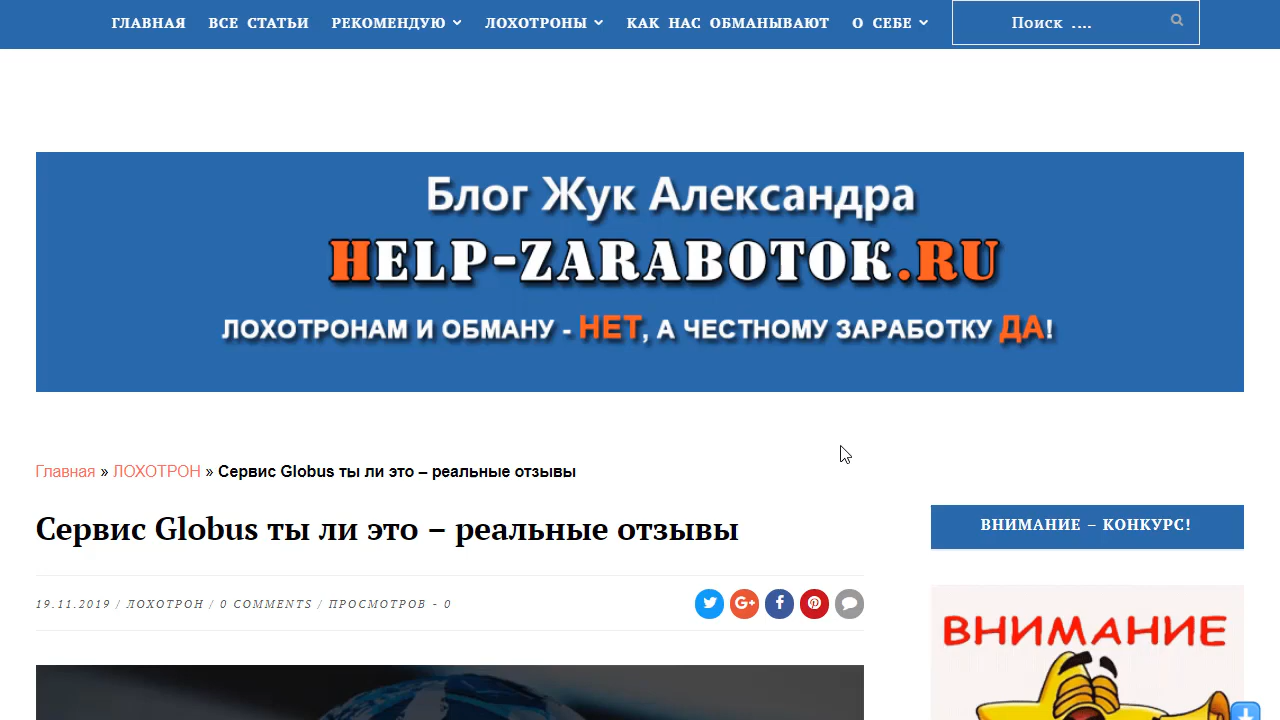 ГЛАВНАЯ ВСЕ СТАТЬИ РЕКОМЕНДУЮ ЛОХОТРОНЫ КАК НАС ОБМАНЫВАЮТ О СЕБЕ Поиск ....
Блог Жук Александра
HELP-ZARABOTOK.RU
ЛОХОТРОНАМ И ОБМАНУ - НЕТ, А ЧЕСТНОМУ ЗАРАБОТКУ ДА!
Главная » ЛОХОТРОН » Сервис Globus ты ли это – реальные отзывы
Сервис Globus ты ли это – реальные отзывы
19.11.2019 / ЛОХОТРОН / 0 COMMENTS / ПРОСМОТРОВ - 0
ВНИМАНИЕ – КОНКУРС!
ВНИМАНИЕ